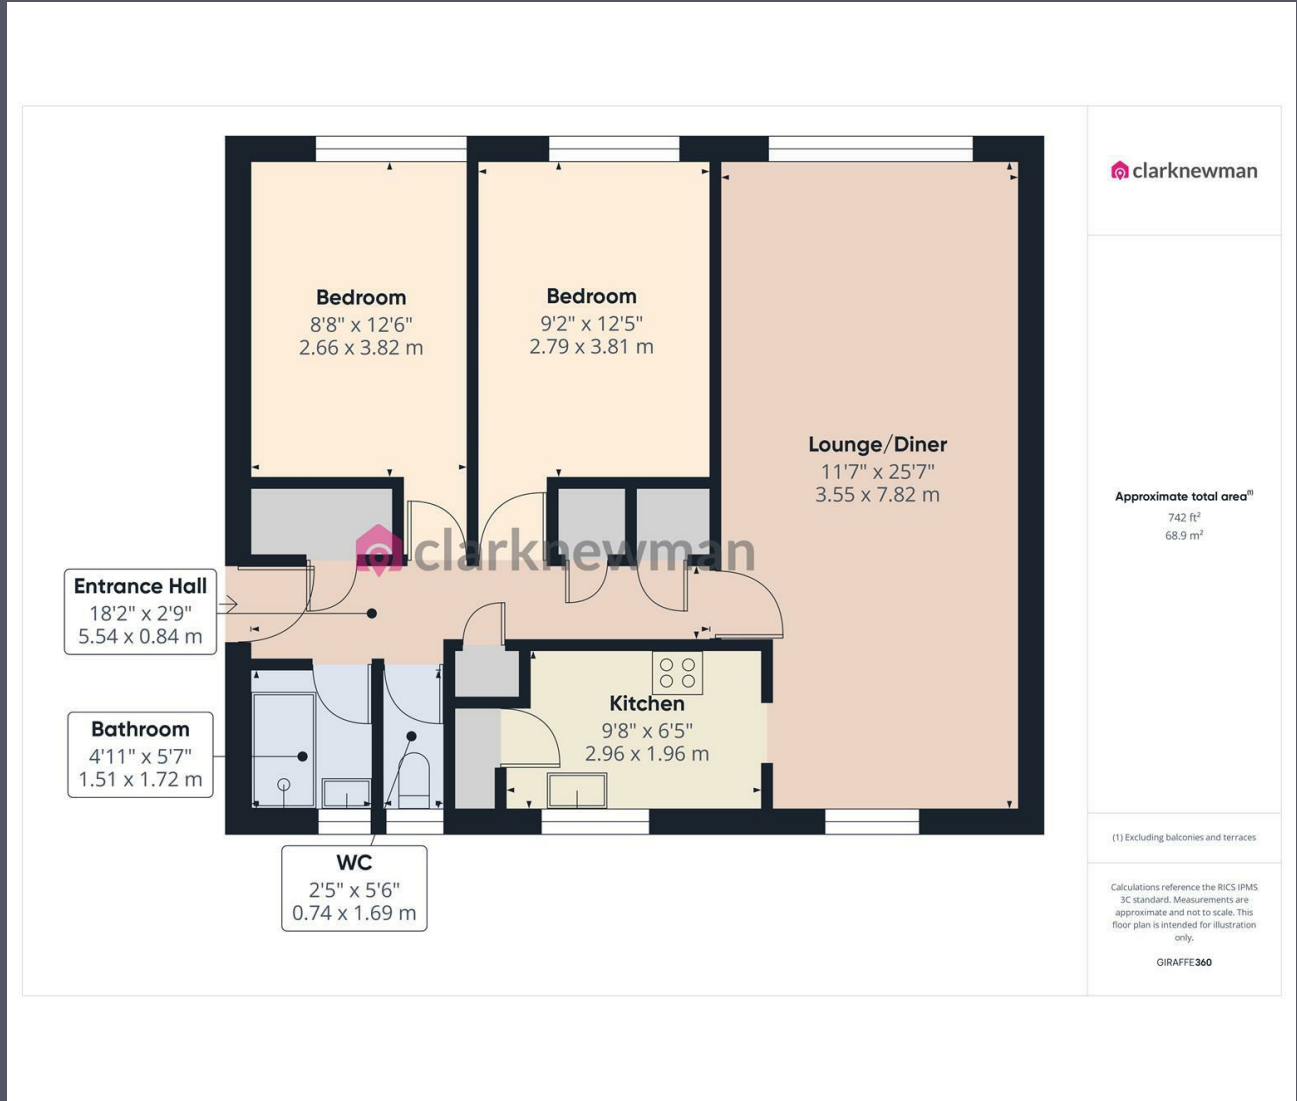 Bedroom
8'8" x 12'6"
2.66 x 3.82 m
Bedroom
9'2" x 12'5"
2.79 x 3.81 m
Lounge/Diner
11'7" x 25'7"
3.55 x 7.82 m
clarknewman
Entrance Hall
18'2" x 2'9"
5.54 x 0.84 m
Bathroom
4'11" x 5'7"
1.51 x 1.72 m
Kitchen
9'8" x 6'5"
2.96 x 1.96 m
WC
2'5" x 5'6"
0.74 x 1.69 m
clarknewman
Approximate total area(1)
742 ft²
68.9 m²
(1) Excluding balconies and terraces
Calculations reference the RICS IPMS
3C standard. Measurements are
approximate and not to scale. This
floor plan is intended for illustration
only.
GIRAFFE360